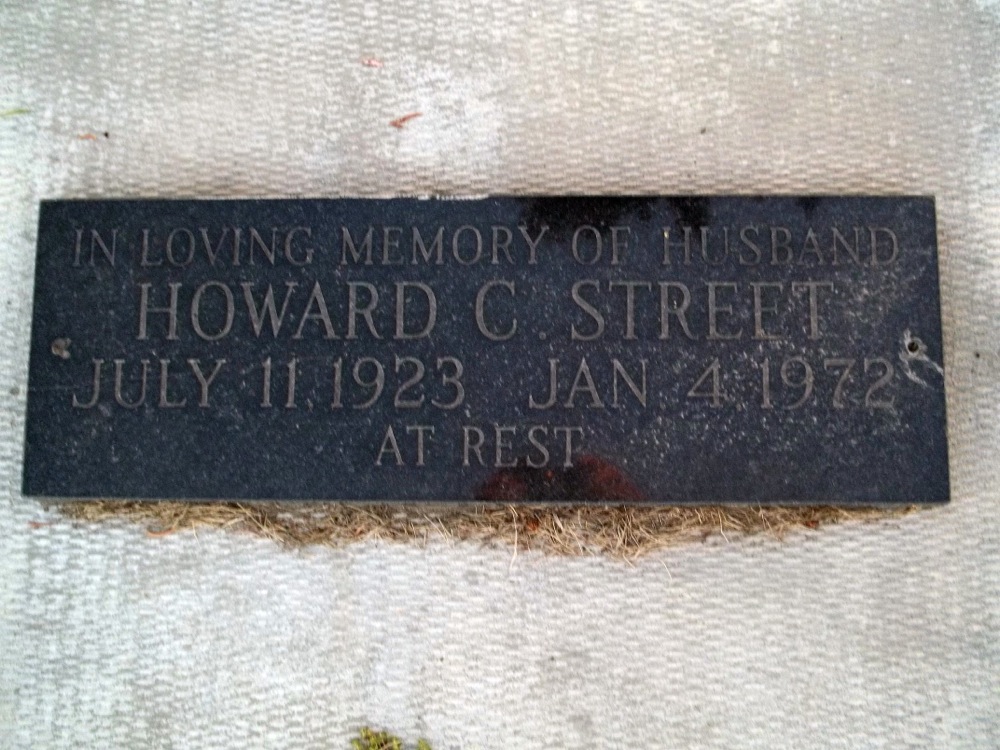 IN LOVING MEMORY OF HUSBAND
HOWARD C. STREET
JULY 11, 1923 JAN 4, 1972
AT REST